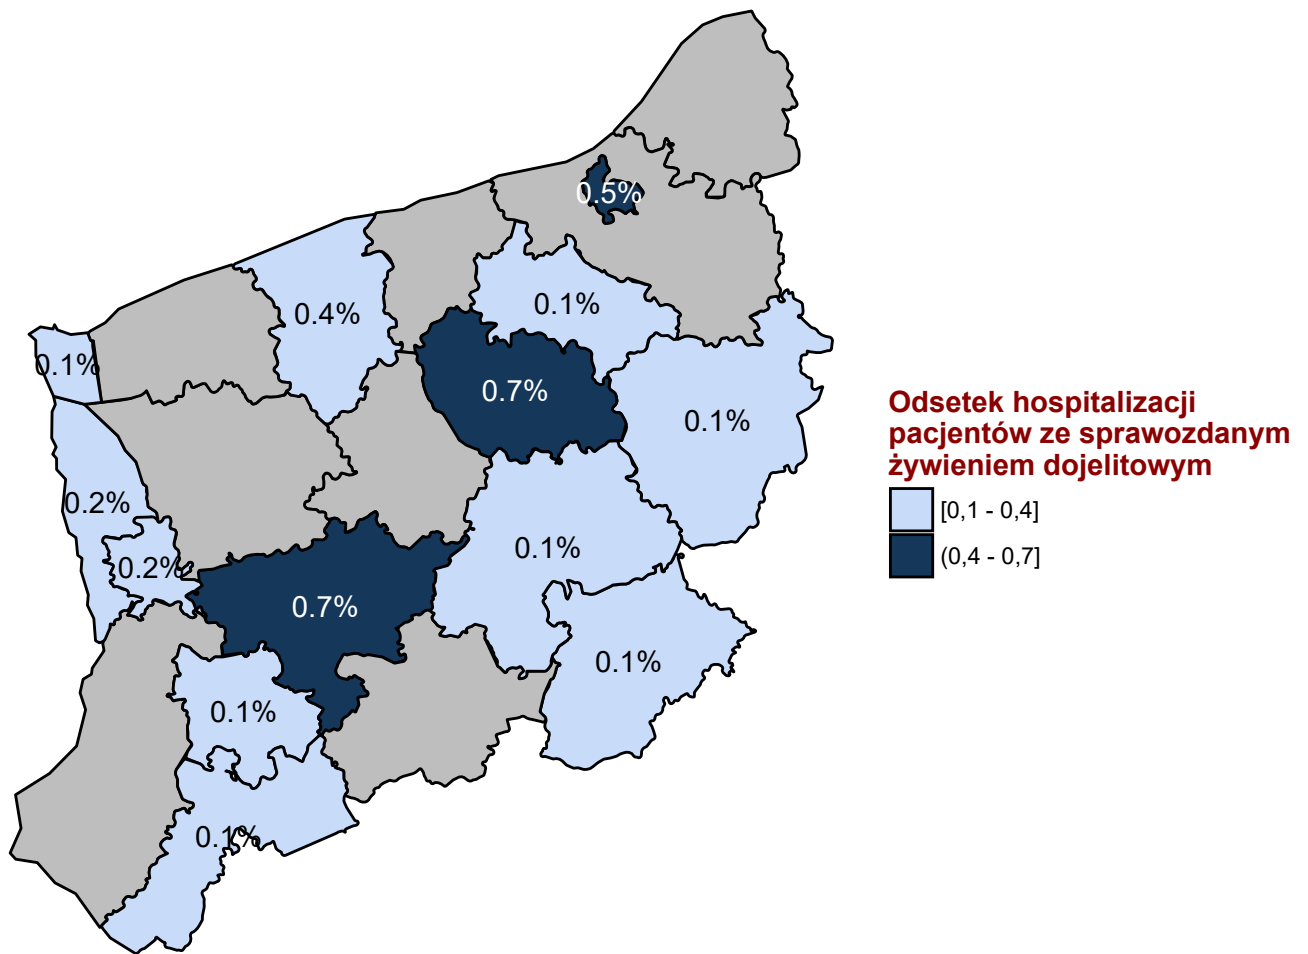 0.5%
0.4%
0.1%
0.1%
0.7%
0.1%
0.2%
0.1%
0.2%
0.7%
0.1%
0.1%
0.1%
Odsetek hospitalizacji
pacjentów ze sprawozdanym
żywieniem dojelitowym
[0,1 - 0,4]
(0,4 - 0,7]